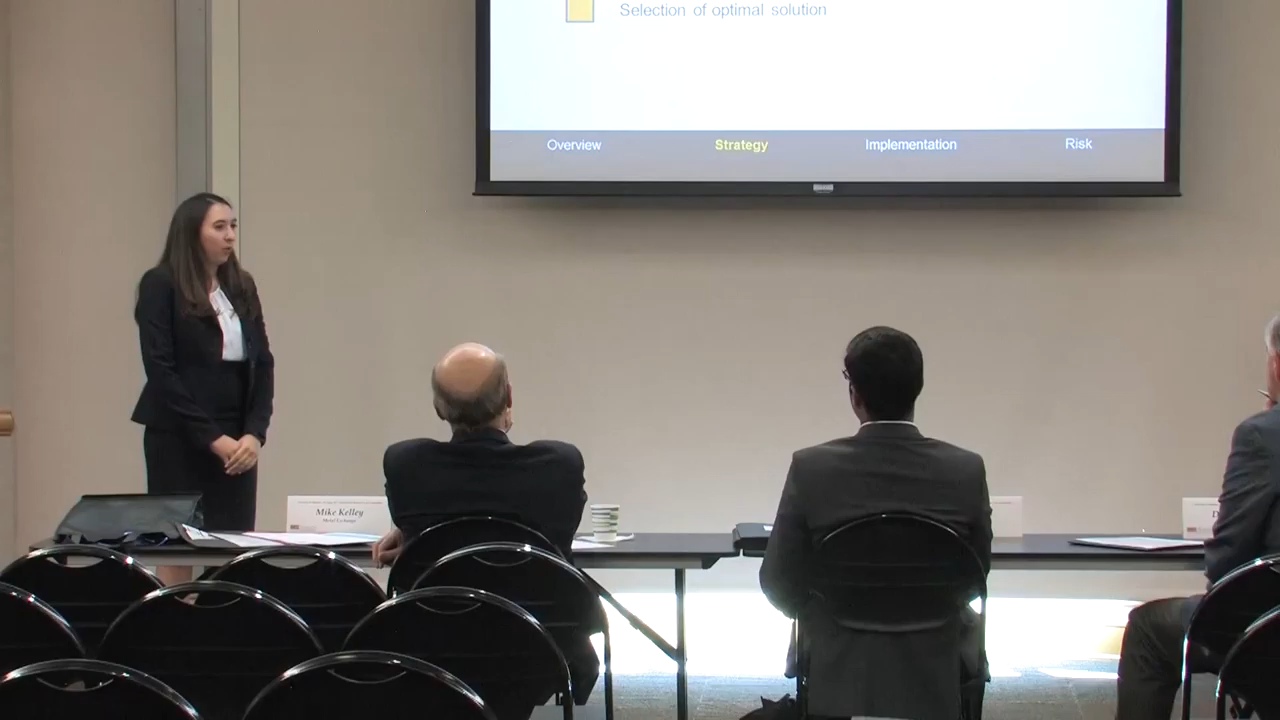 Selection of optimal solution
Overview Strategy Implementation Risk
Mike Kelley
D